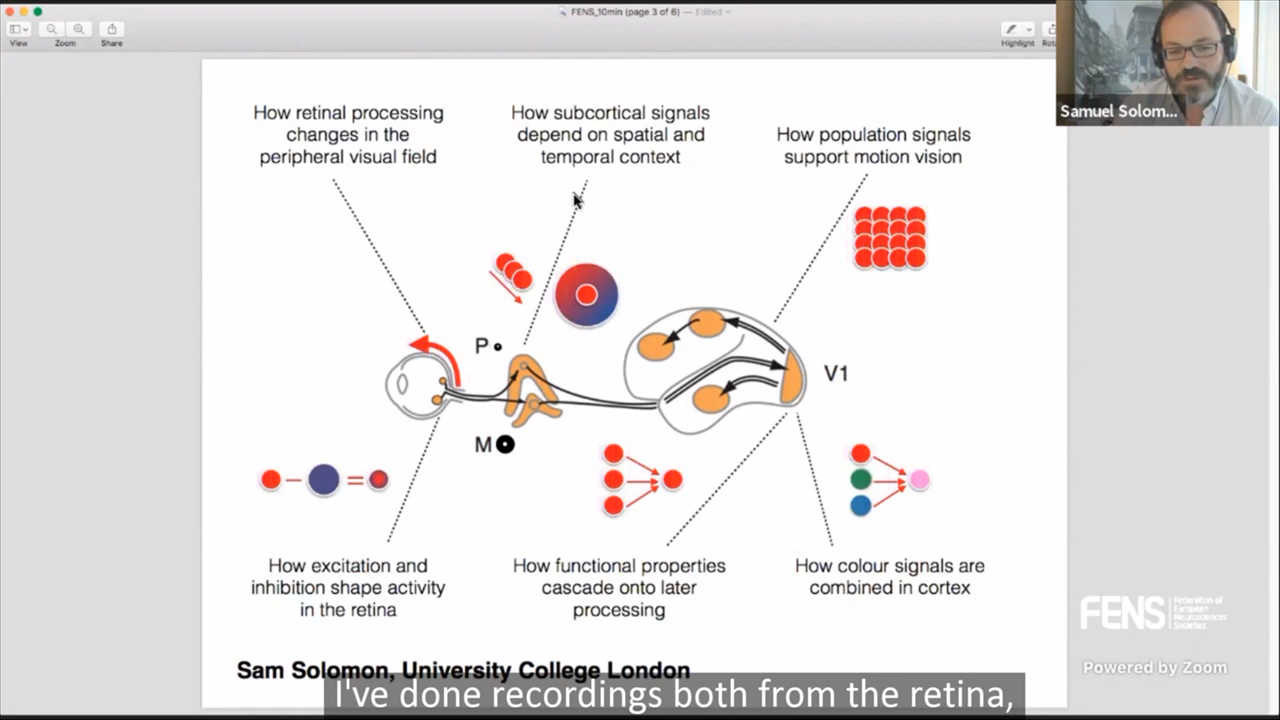 FENS_10min (page 3 of 6) — Edited
View
Zoom
Share
Highlight
Samuel Solom...
How retinal processing
changes in the
peripheral visual field
How subcortical signals
depend on spatial and
temporal context
How population signals
support motion vision
P
V1
M
How excitation and
inhibition shape activity
in the retina
How functional properties
cascade onto later
processing
How colour signals are
combined in cortex
FENS
Federation of
European
Neuroscience
Societies
Powered by Zoom
Sam Solomon, University College London
I've done recordings both from the retina,